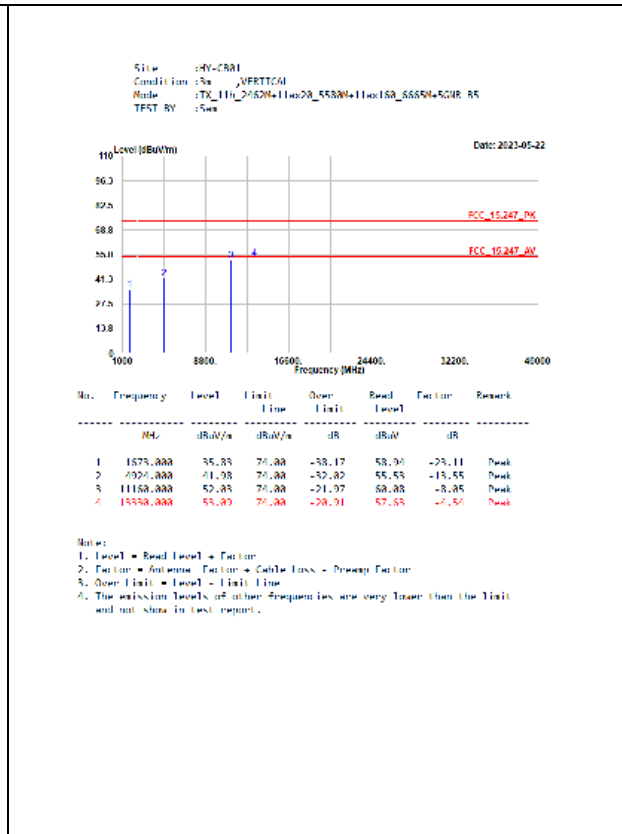 Site :HY-CB01
Condition :3m ,VERTICAL
Mode :TX_11b_2462M+11ax20_5580M+11ax160_6665M+5GNR B5
TEST BY :Sam
Level (dBuV/m) Date: 2023-05-22
110
96.3
82.5
FCC_15.247_PK
68.8
55.0 FCC_15.247_AV
3 4
2
41.3
1
27.5
13.8
0
1000 8800. 16600. 24400. 32200. 40000
Frequency (MHz)
No. Frequency Level Limit Over Read Factor Remark
Line Limit Level
MHz dBuV/m dBuV/m dB dBuV dB
1 1673.000 35.83 74.00 -38.17 58.94 -23.11 Peak
2 4924.000 41.98 74.00 -32.02 55.53 -13.55 Peak
3 11160.000 52.03 74.00 -21.97 60.08 -8.05 Peak
4 13330.000 53.09 74.00 -20.91 57.63 -4.54 Peak
Note:
1. Level = Read Level + Factor
2. Factor = Antenna Factor + Cable Loss - Preamp Factor
3. Over Limit = Level - Limit Line
4. The emission levels of other frequencies are very lower than the limit
and not show in test report.